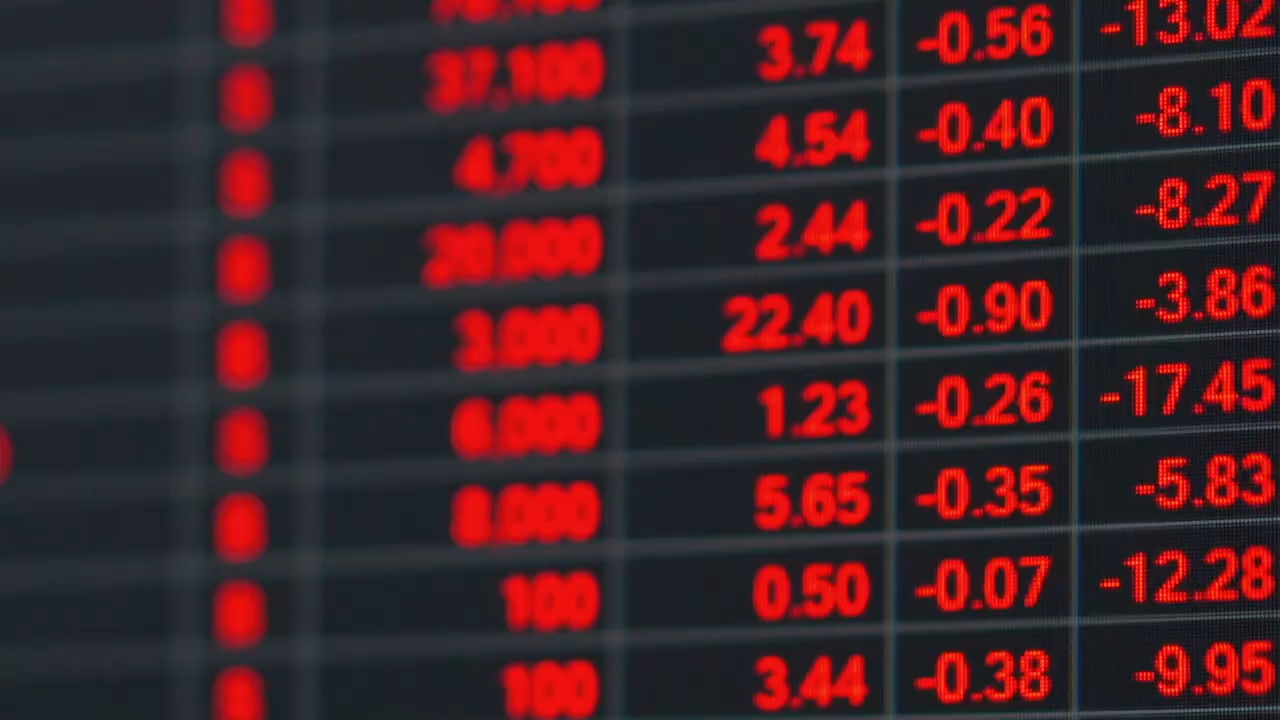 3.74 -0.56 -13.02
37,100 4.54 -0.40 -8.10
4,700 2.44 -0.22 -8.27
20,000 22.40 -0.90 -3.86
3,000 1.23 -0.26 -17.45
6,000 5.65 -0.35 -5.83
8,000 0.50 -0.07 -12.28
100 3.44 -0.38 -9.95
100